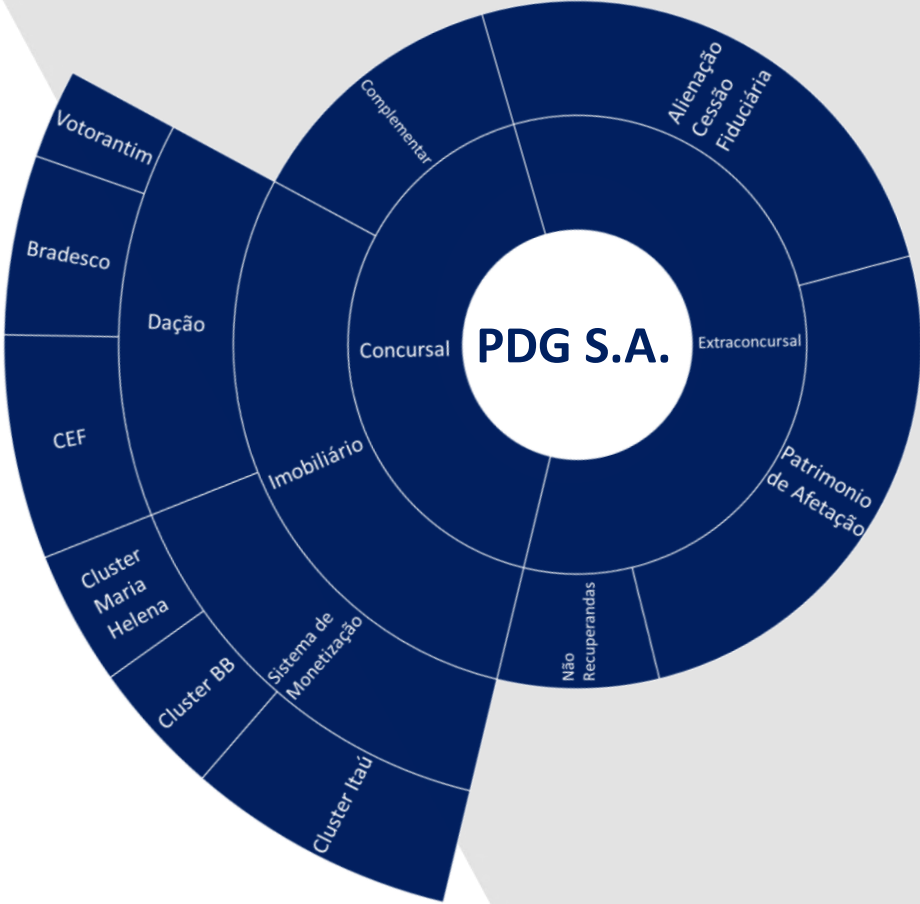 PDG S.A.
Extraconcursal
Alienação
Cessão
Fiduciária
Patrimonio
de Afetação
Não
Recuperandas
Concursal
Complementar
Imobiliário
Dação
Votorantim
Bradesco
CEF
Sistema de
Monetização
Cluster
Maria
Helena
Cluster BB
Cluster Itaú